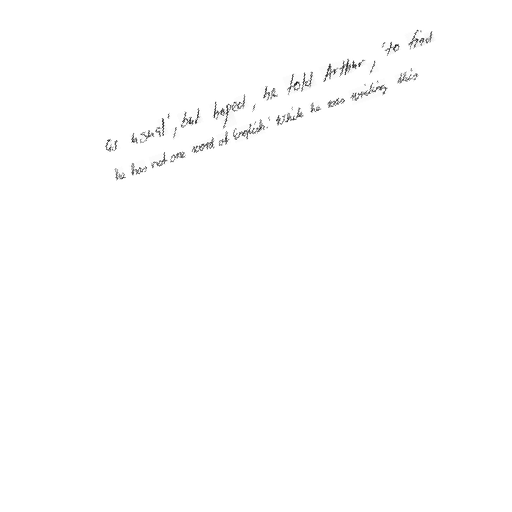 as usual', but hoped, he told Arthur, 'to find
he has not one word of English.' While he was writing this